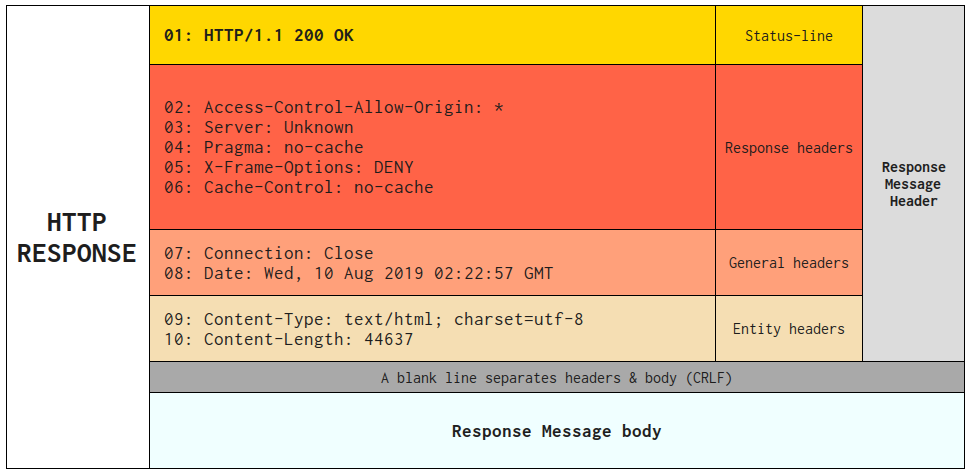 HTTP
RESPONSE
01: HTTP/1.1 200 OK
Status-line
02: Access-Control-Allow-Origin: *
03: Server: Unknown
04: Pragma: no-cache
05: X-Frame-Options: DENY
06: Cache-Control: no-cache
Response headers
07: Connection: Close
08: Date: Wed, 10 Aug 2019 02:22:57 GMT
General headers
09: Content-Type: text/html; charset=utf-8
10: Content-Length: 44637
Entity headers
Response
Message
Header
A blank line separates headers & body (CRLF)
Response Message body